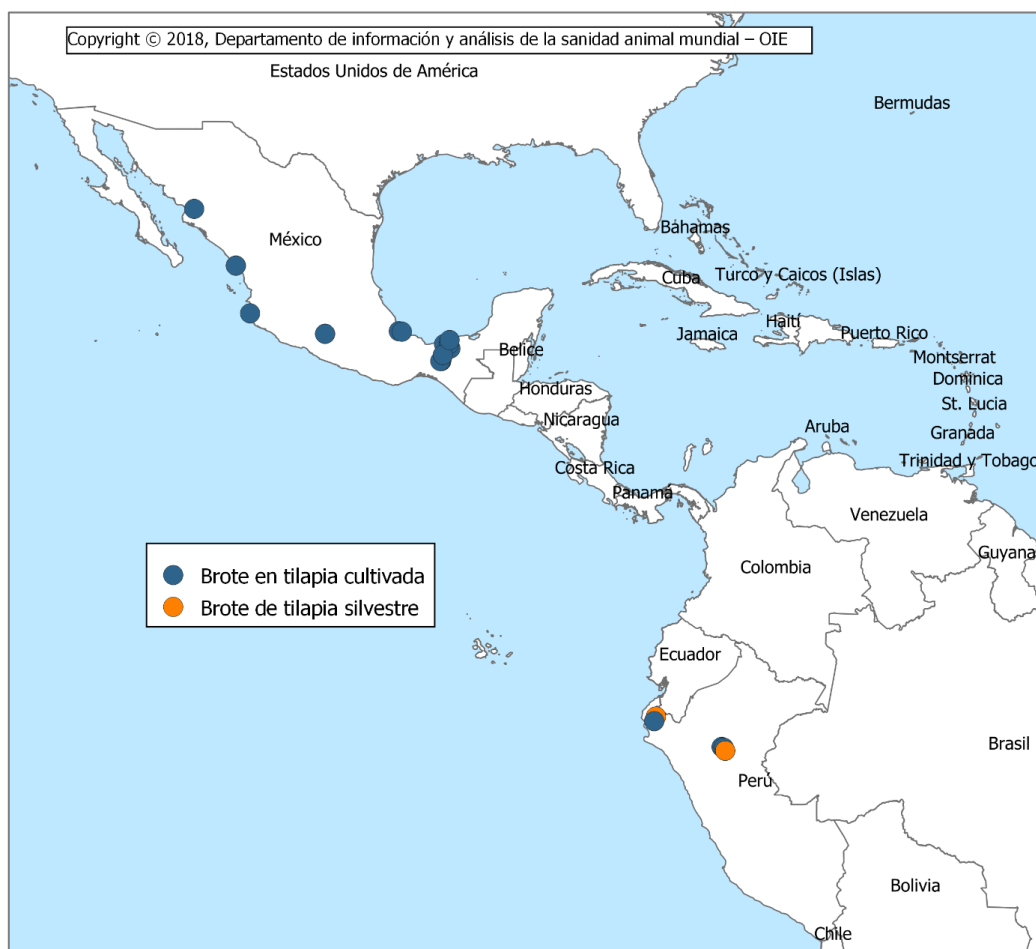 Copyright © 2018, Departamento de información y análisis de la sanidad animal mundial – OIE
Estados Unidos de América
Bermudas
México
Bahamas
Cuba
Turco y Caicos (Islas)
Haití
Jamaica
Puerto Rico
Belice
Montserrat
Dominica
Honduras
St. Lucia
Nicaragua
Aruba
Granada
Costa Rica
Trinidad y Tobago
Panamá
Venezuela
Guyana
Colombia
Brote en tilapia cultivada
Brote de tilapia silvestre
Ecuador
Brasil
Perú
Bolivia
Chile